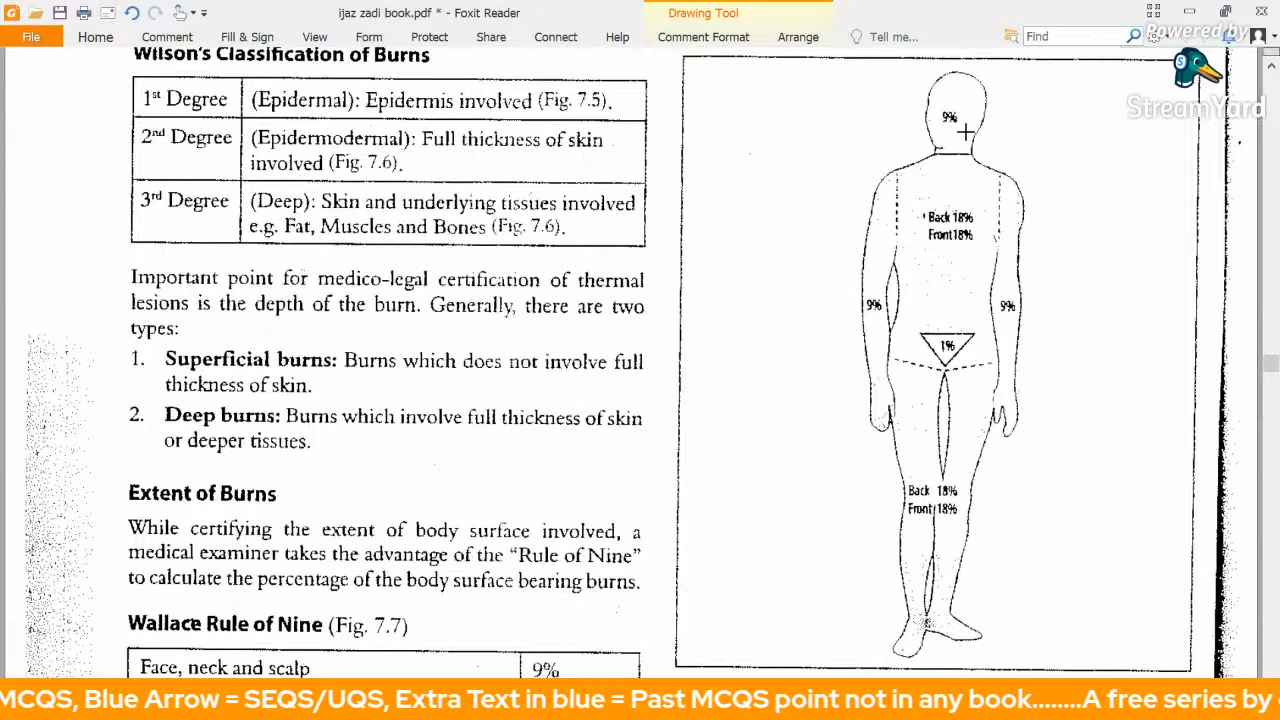 ijaz zadi book.pdf * - Foxit Reader
Drawing Tool
File Home Comment Fill & Sign View Form Protect Share Connect Help Comment Format Arrange Tell me... Find
Powered by
StreamYard
Wilson's Classification of Burns
1st Degree (Epidermal): Epidermis involved (Fig. 7.5).
2nd Degree (Epidermodermal): Full thickness of skin
involved (Fig. 7.6).
3rd Degree (Deep): Skin and underlying tissues involved
e.g. Fat, Muscles and Bones (Fig. 7.6).
Important point for medico-legal certification of thermal
lesions is the depth of the burn. Generally, there are two
types:
1. Superficial burns: Burns which does not involve full
thickness of skin.
2. Deep burns: Burns which involve full thickness of skin
or deeper tissues.
Extent of Burns
While certifying the extent of body surface involved, a
medical examiner takes the advantage of the “Rule of Nine”
to calculate the percentage of the body surface bearing burns.
Wallace Rule of Nine (Fig. 7.7)
Face, neck and scalp 9%
9%
Back 18%
Front 18%
9% 9%
1%
Back 18%
Front 18%
MCQS, Blue Arrow = SEQS/UQS, Extra Text in blue = Past MCQS point not in any book........A free series by